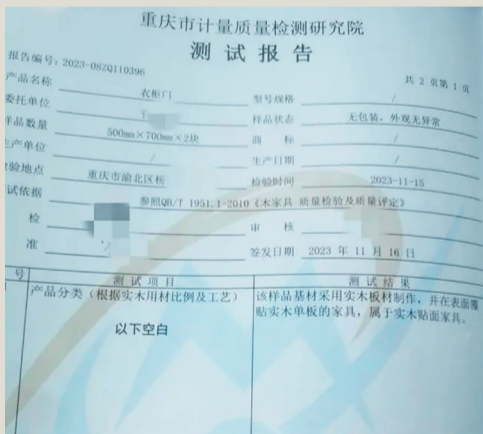 重庆市计量质量检测研究院
测试报告
报告编号：2023-08ZQ110396
共 2 页 第 1 页
产品名称 衣柜门 型号规格 /
委托单位 样品状态 无包装，外观无异常
样品数量 500mm×700mm×2块 商标 /
生产单位 / 生产日期 /
检验地点 重庆市渝北区 检验时间 2023-11-15
试依据 参照QB/T 1951.1-2010《木家具 质量检验及质量评定》
检 审核
准 签发日期 2023 年 11 月 16 日
号 测试项目 测试结果
产品分类（根据实木用材比例及工艺） 该样品基材采用实木板材制作，并在表面覆
贴实木单板的家具，属于实木贴面家具。
以下空白